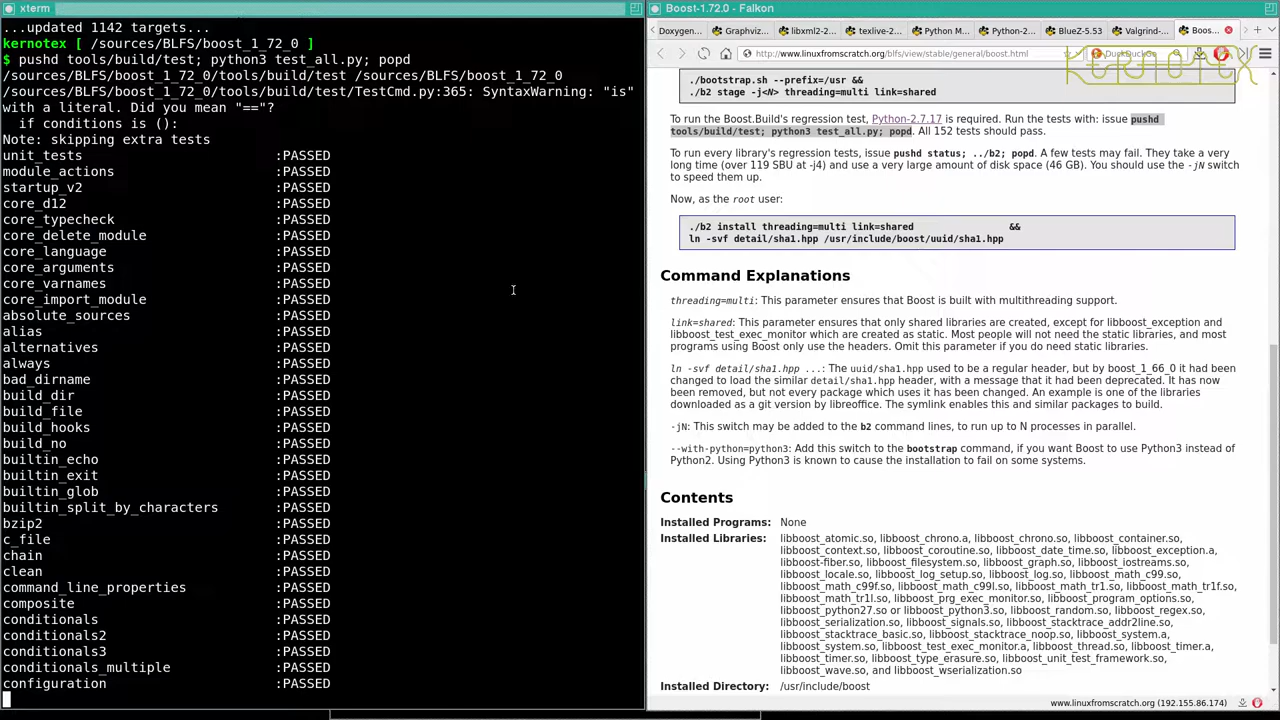 xterm
...updated 1142 targets...
kernotex [ /sources/BLFS/boost_1_72_0 ]
$ pushd tools/build/test; python3 test_all.py; popd
/sources/BLFS/boost_1_72_0/tools/build/test /sources/BLFS/boost_1_72_0
/sources/BLFS/boost_1_72_0/tools/build/test/TestCmd.py:365: SyntaxWarning: "is"
with a literal. Did you mean "=="?
if conditions is ():
Note: skipping extra tests
unit_tests :PASSED
module_actions :PASSED
startup_v2 :PASSED
core_d12 :PASSED
core_typecheck :PASSED
core_delete_module :PASSED
core_language :PASSED
core_arguments :PASSED
core_varnames :PASSED
core_import_module :PASSED
absolute_sources :PASSED
alias :PASSED
alternatives :PASSED
always :PASSED
bad_dirname :PASSED
build_dir :PASSED
build_file :PASSED
build_hooks :PASSED
build_no :PASSED
builtin_echo :PASSED
builtin_exit :PASSED
builtin_glob :PASSED
builtin_split_by_characters :PASSED
bzip2 :PASSED
c_file :PASSED
chain :PASSED
clean :PASSED
command_line_properties :PASSED
composite :PASSED
conditionals :PASSED
conditionals2 :PASSED
conditionals3 :PASSED
conditionals_multiple :PASSED
configuration :PASSED
Boost-1.72.0 - Falkon
Doxygen... Graphviz... libxml2-2... texlive-2... Python M... Python-2... BlueZ-5.53 Valgrind-... Boos...
http://www.linuxfromscratch.org/blfs/view/stable/general/boost.html
DuckDuckGo
KERNOTEX
./bootstrap.sh --prefix=/usr &&
./b2 stage -j<N> threading=multi link=shared
To run the Boost.Build's regression test, Python-2.7.17 is required. Run the tests with: issue pushd
tools/build/test; python3 test_all.py; popd. All 152 tests should pass.
To run every library's regression tests, issue pushd status; ../b2; popd. A few tests may fail. They take a very
long time (over 119 SBU at -j4) and use a very large amount of disk space (46 GB). You should use the -jN switch
to speed them up.
Now, as the root user:
./b2 install threading=multi link=shared &&
ln -svf detail/sha1.hpp /usr/include/boost/uuid/sha1.hpp
Command Explanations
threading=multi: This parameter ensures that Boost is built with multithreading support.
link=shared: This parameter ensures that only shared libraries are created, except for libboost_exception and
libboost_test_exec_monitor which are created as static. Most people will not need the static libraries, and most
programs using Boost only use the headers. Omit this parameter if you do need static libraries.
ln -svf detail/sha1.hpp ...: The uuid/sha1.hpp used to be a regular header, but by boost_1_66_0 it had been
changed to load the similar detail/sha1.hpp header, with a message that it had been deprecated. It has now
been removed, but not every package which uses it has been changed. An example is one of the libraries
downloaded as a git version by libreoffice. The symlink enables this and similar packages to build.
-jN: This switch may be added to the b2 command lines, to run up to N processes in parallel.
--with-python=python3: Add this switch to the bootstrap command, if you want Boost to use Python3 instead of
Python2. Using Python3 is known to cause the installation to fail on some systems.
Contents
Installed Programs: None
Installed Libraries: libboost_atomic.so, libboost_chrono.a, libboost_chrono.so, libboost_container.so,
libboost_context.so, libboost_coroutine.so, libboost_date_time.so, libboost_exception.a,
libboost-fiber.so, libboost_filesystem.so, libboost_graph.so, libboost_iostreams.so,
libboost_locale.so, libboost_log_setup.so, libboost_log.so, libboost_math_c99.so,
libboost_math_c99f.so, libboost_math_c99l.so, libboost_math_tr1.so, libboost_math_tr1f.so,
libboost_math_tr1l.so, libboost_prg_exec_monitor.so, libboost_program_options.so,
libboost_python27.so or libboost_python3.so, libboost_random.so, libboost_regex.so,
libboost_serialization.so, libboost_signals.so, libboost_stacktrace_addr2line.so,
libboost_stacktrace_basic.so, libboost_stacktrace_noop.so, libboost_system.a,
libboost_system.so, libboost_test_exec_monitor.a, libboost_thread.so, libboost_timer.a,
libboost_timer.so, libboost_type_erasure.so, libboost_unit_test_framework.so,
libboost_wave.so, and libboost_wserialization.so
Installed Directory: /usr/include/boost
www.linuxfromscratch.org (192.155.86.174)